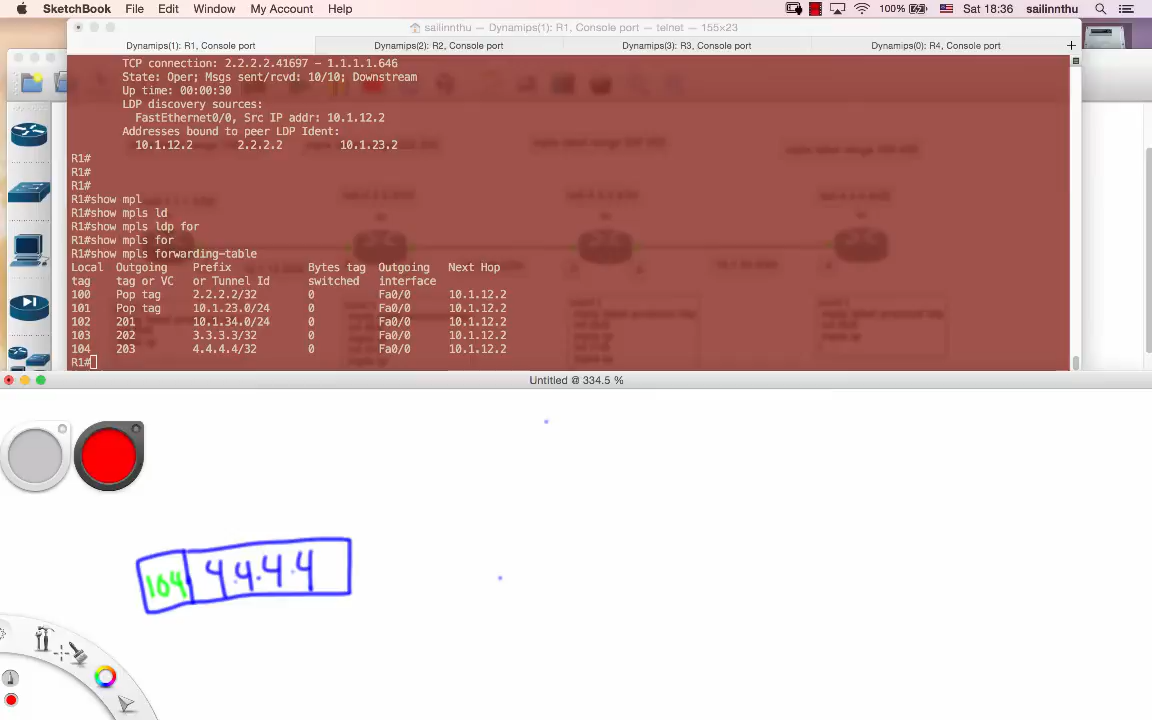 SketchBook File Edit Window My Account Help 100% Sat 18:36 sailinnthu
sailinnthu — Dynamips(1): R1, Console port — telnet — 155×23
Dynamips(1): R1, Console port Dynamips(2): R2, Console port Dynamips(3): R3, Console port Dynamips(0): R4, Console port
TCP connection: 2.2.2.2.41697 - 1.1.1.1.646
State: Oper; Msgs sent/rcvd: 10/10; Downstream
Up time: 00:00:30
LDP discovery sources:
FastEthernet0/0, Src IP addr: 10.1.12.2
Addresses bound to peer LDP Ident:
10.1.12.2 2.2.2.2 10.1.23.2
R1#
R1#
R1#
R1#show mpl
R1#show mpls ld
R1#show mpls ldp for
R1#show mpls for
R1#show mpls forwarding-table
Local Outgoing Prefix Bytes tag Outgoing Next Hop
tag tag or VC or Tunnel Id switched interface
100 Pop tag 2.2.2.2/32 0 Fa0/0 10.1.12.2
101 Pop tag 10.1.23.0/24 0 Fa0/0 10.1.12.2
102 201 10.1.34.0/24 0 Fa0/0 10.1.12.2
103 202 3.3.3.3/32 0 Fa0/0 10.1.12.2
104 203 4.4.4.4/32 0 Fa0/0 10.1.12.2
R1#
Untitled @ 334.5 %
104 4.4.4.4